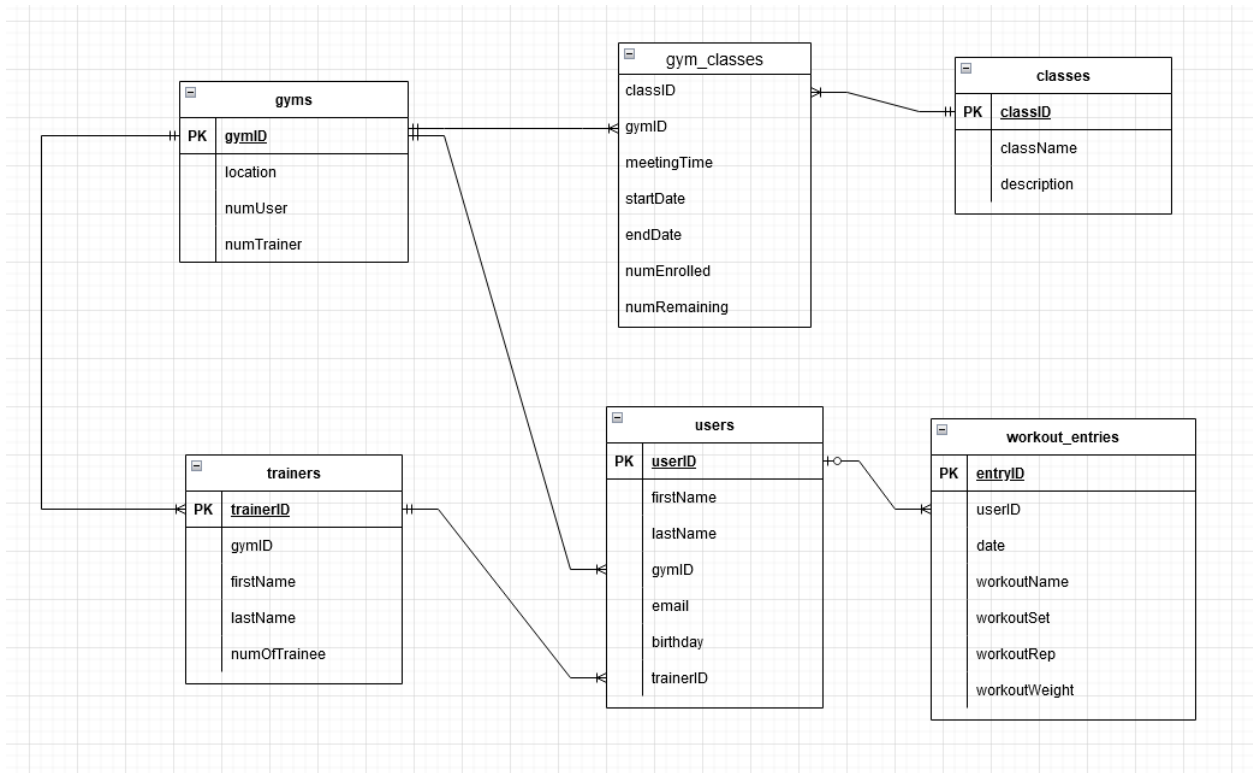 gyms
PK gymID
location
numUser
numTrainer
gym_classes
classID
gymID
meetingTime
startDate
endDate
numEnrolled
numRemaining
classes
PK classID
className
description
trainers
PK trainerID
gymID
firstName
lastName
numOfTrainee
users
PK userID
firstName
lastName
gymID
email
birthday
trainerID
workout_entries
PK entryID
userID
date
workoutName
workoutSet
workoutRep
workoutWeight